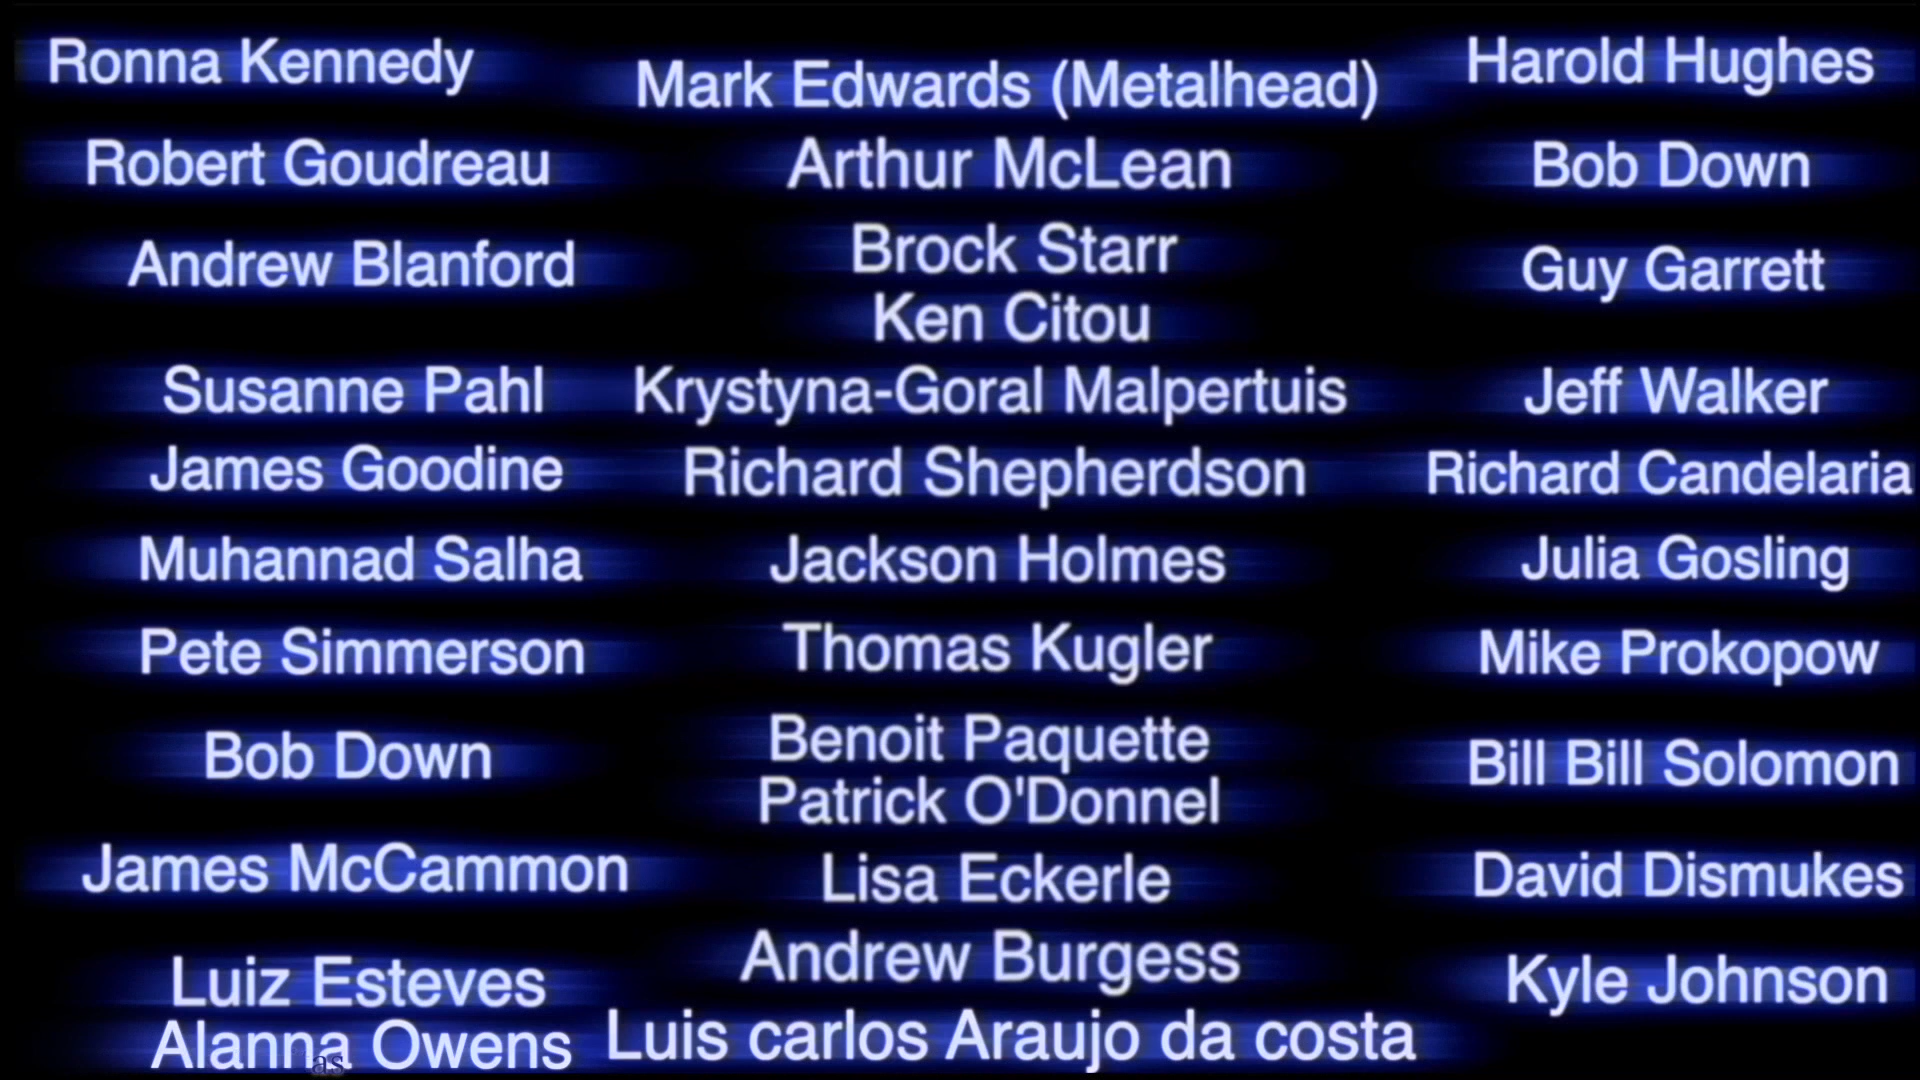 Ronna Kennedy
Robert Goudreau
Andrew Blanford
Susanne Pahl
James Goodine
Muhannad Salha
Pete Simmerson
Bob Down
James McCammon
Luiz Esteves
Alanna Owens
as
Mark Edwards (Metalhead)
Arthur McLean
Brock Starr
Ken Citou
Krystyna-Goral Malpertuis
Richard Shepherdson
Jackson Holmes
Thomas Kugler
Benoit Paquette
Patrick O'Donnel
Lisa Eckerle
Andrew Burgess
Luis carlos Araujo da costa
Harold Hughes
Bob Down
Guy Garrett
Jeff Walker
Richard Candelaria
Julia Gosling
Mike Prokopow
Bill Bill Solomon
David Dismukes
Kyle Johnson